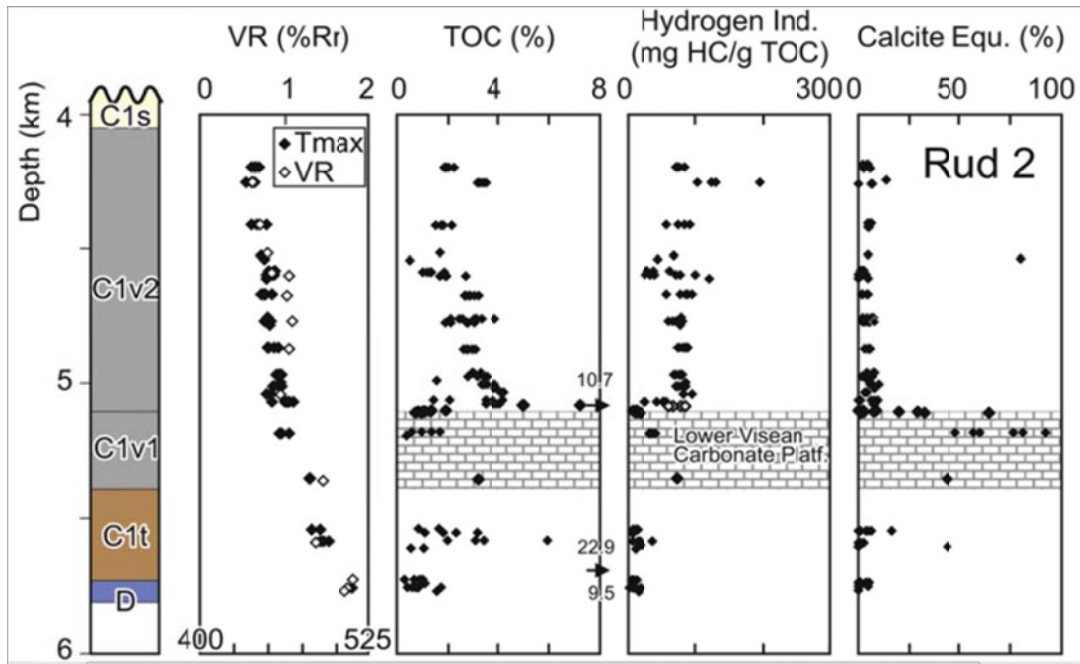 VR (%Rr)
TOC (%)
Hydrogen Ind.
(mg HC/g TOC)
Calcite Equ. (%)
0 1 2
0 4 8
0 300
0 50 100
Depth (km)
4
5
6
C1s
C1v2
C1v1
C1t
D
Tmax
VR
Rud 2
10.7
Lower Visean
Carbonate Platf.
22.9
9.5
400 525